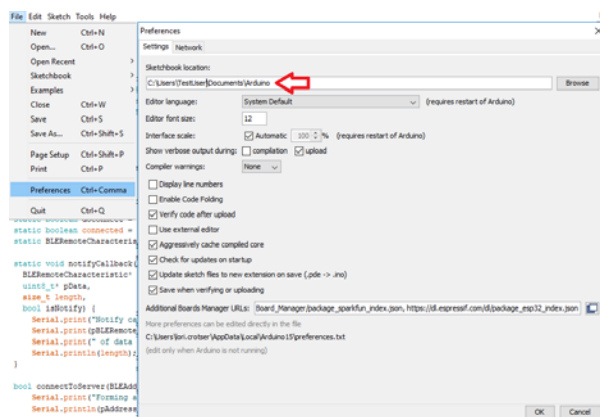 File Edit Sketch Tools Help
New Ctrl+N
Open... Ctrl+O
Open Recent
Sketchbook
Examples
Close Ctrl+W
Save Ctrl+S
Save As... Ctrl+Shift+S
Page Setup Ctrl+Shift+P
Print Ctrl+P
Preferences Ctrl+Comma
Quit Ctrl+Q
static boolean connected =
static BLERemoteCharacteris
static void notifyCallback(
BLERemoteCharacteristic*
uint8_t* pData,
size_t length,
bool isNotify) {
Serial.print("Notify ca
Serial.print(pBLERemote
Serial.print(" of data
Serial.println(length);
}
bool connectToServer(BLEAdd
Serial.print("Forming a
Serial.println(pAddress
Preferences
Settings Network
Sketchbook location:
C:\Users\TestUser\Documents\Arduino
Browse
Editor language: System Default (requires restart of Arduino)
Editor font size: 12
Interface scale: Automatic 100 % (requires restart of Arduino)
Show verbose output during: compilation upload
Compiler warnings: None
Display line numbers
Enable Code Folding
Verify code after upload
Use external editor
Aggressively cache compiled core
Check for updates on startup
Update sketch files to new extension on save (.pde -> .ino)
Save when verifying or uploading
Additional Boards Manager URLs: Board_Manager/package_sparkfun_index.json, https://dl.espressif.com/dl/package_esp32_index.json
More preferences can be edited directly in the file
C:\Users\lori.crotser\AppData\Local\Arduino15\preferences.txt
(edit only when Arduino is not running)
OK Cancel